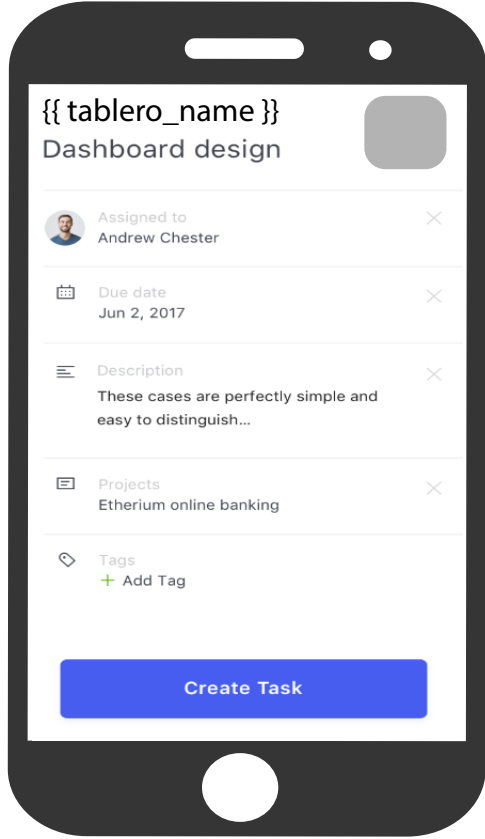 {{ tablero_name }}
Dashboard design
Assigned to
Andrew Chester
Due date
Jun 2, 2017
Description
These cases are perfectly simple and
easy to distinguish...
Projects
Etherium online banking
Tags
+ Add Tag
Create Task